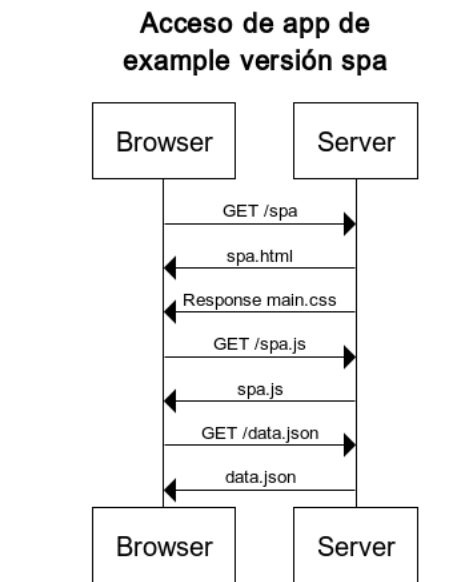 Acceso de app de
example versión spa
Browser Server
GET /spa
spa.html
Response main.css
GET /spa.js
spa.js
GET /data.json
data.json
Browser Server